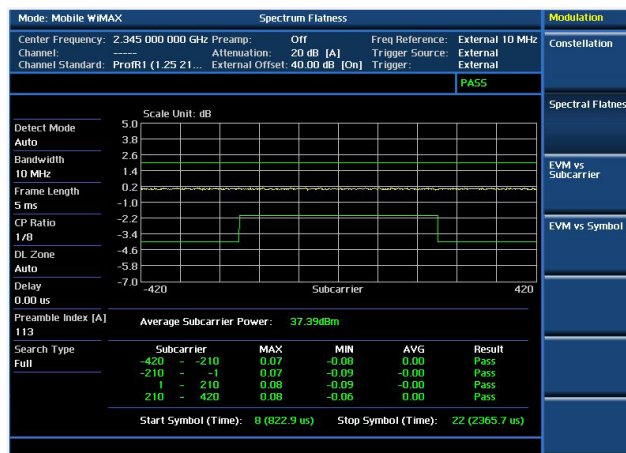 Mode: Mobile WiMAX Spectrum Flatness Modulation
Center Frequency: 2.345 000 000 GHz Preamp: Off Freq Reference: External 10 MHz
Channel: ----- Attenuation: 20 dB [A] Trigger Source: External
Channel Standard: ProfR1 (1.25 21... External Offset: 40.00 dB [On] Trigger: External
PASS
Constellation
Spectral Flatnes
EVM vs
Subcarrier
EVM vs Symbol
Detect Mode
Auto
Bandwidth
10 MHz
Frame Length
5 ms
CP Ratio
1/8
DL Zone
Auto
Delay
0.00 us
Preamble Index [A]
113
Search Type
Full
Scale Unit: dB
5.0
3.8
2.6
1.4
0.2
-1.0
-2.2
-3.4
-4.6
-5.8
-7.0
-420 Subcarrier 420
Average Subcarrier Power: 37.39dBm
Subcarrier MAX MIN AVG Result
-420 - -210 0.07 -0.08 0.00 Pass
-210 - -1 0.07 -0.09 -0.00 Pass
1 - 210 0.08 -0.09 -0.00 Pass
210 - 420 0.08 -0.06 0.00 Pass
Start Symbol (Time): 8 (822.9 us) Stop Symbol (Time): 22 (2365.7 us)